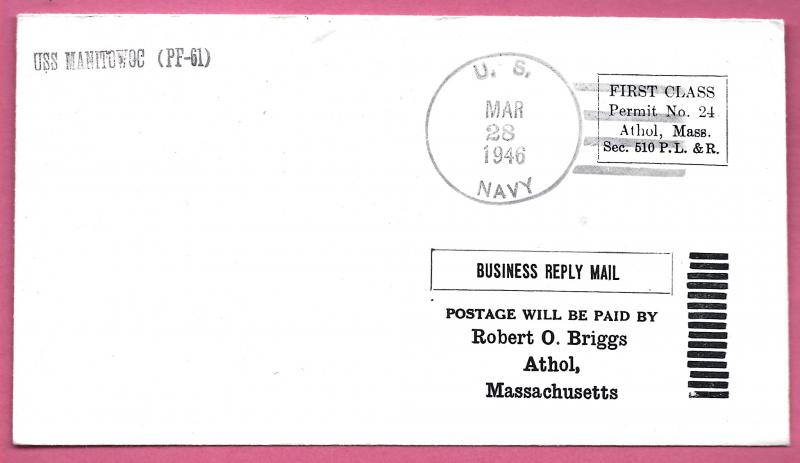 USS MANITOWOC (PF-61)
U. S.
MAR
28
1946
NAVY
FIRST CLASS
Permit No. 24
Athol, Mass.
Sec. 510 P. L. & R.
BUSINESS REPLY MAIL
POSTAGE WILL BE PAID BY
Robert O. Briggs
Athol,
Massachusetts